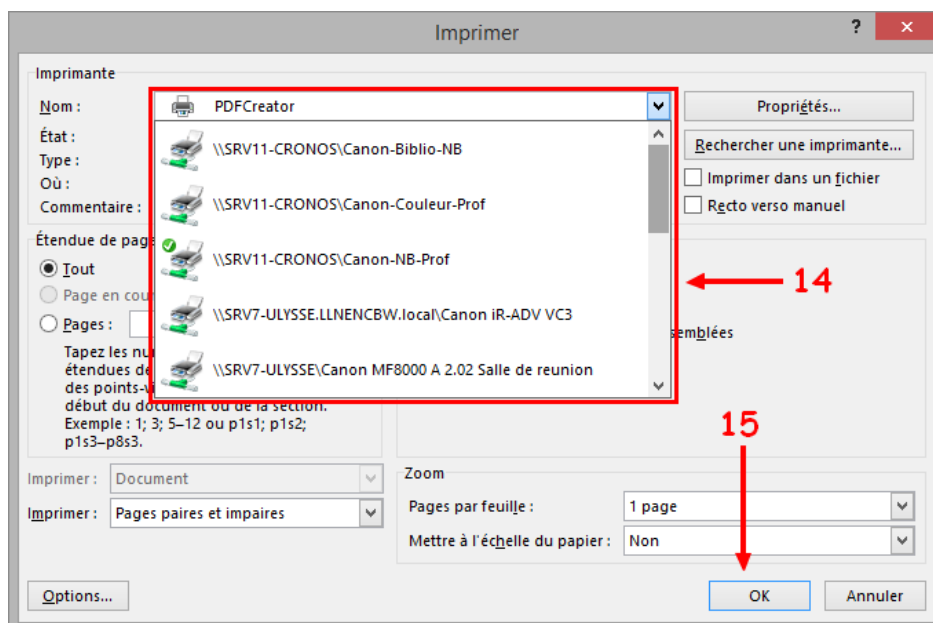 Imprimer
?
×
Imprimante
Nom :
PDFCreator
Propriétés...
État :
\\SRV11-CRONOS\Canon-Biblio-NB
Rechercher une imprimante...
Type :
Où :
Imprimer dans un fichier
Commentaire :
\\SRV11-CRONOS\Canon-Couleur-Prof
Recto verso manuel
Étendue de pag
\\SRV11-CRONOS\Canon-NB-Prof
Tout
14
Page en cou
\\SRV7-ULYSSE.LLNENCBW.local\Canon iR-ADV VC3
Pages :
semblées
Tapez les nu
étendues de
\\SRV7-ULYSSE\Canon MF8000 A 2.02 Salle de reunion
des points-vi
début du document ou de la section.
Exemple : 1; 3; 5–12 ou p1s1; p1s2;
p1s3–p8s3.
15
Imprimer :
Document
Zoom
Imprimer :
Pages paires et impaires
Pages par feuille :
1 page
Mettre à l'échelle du papier :
Non
Options...
OK
Annuler